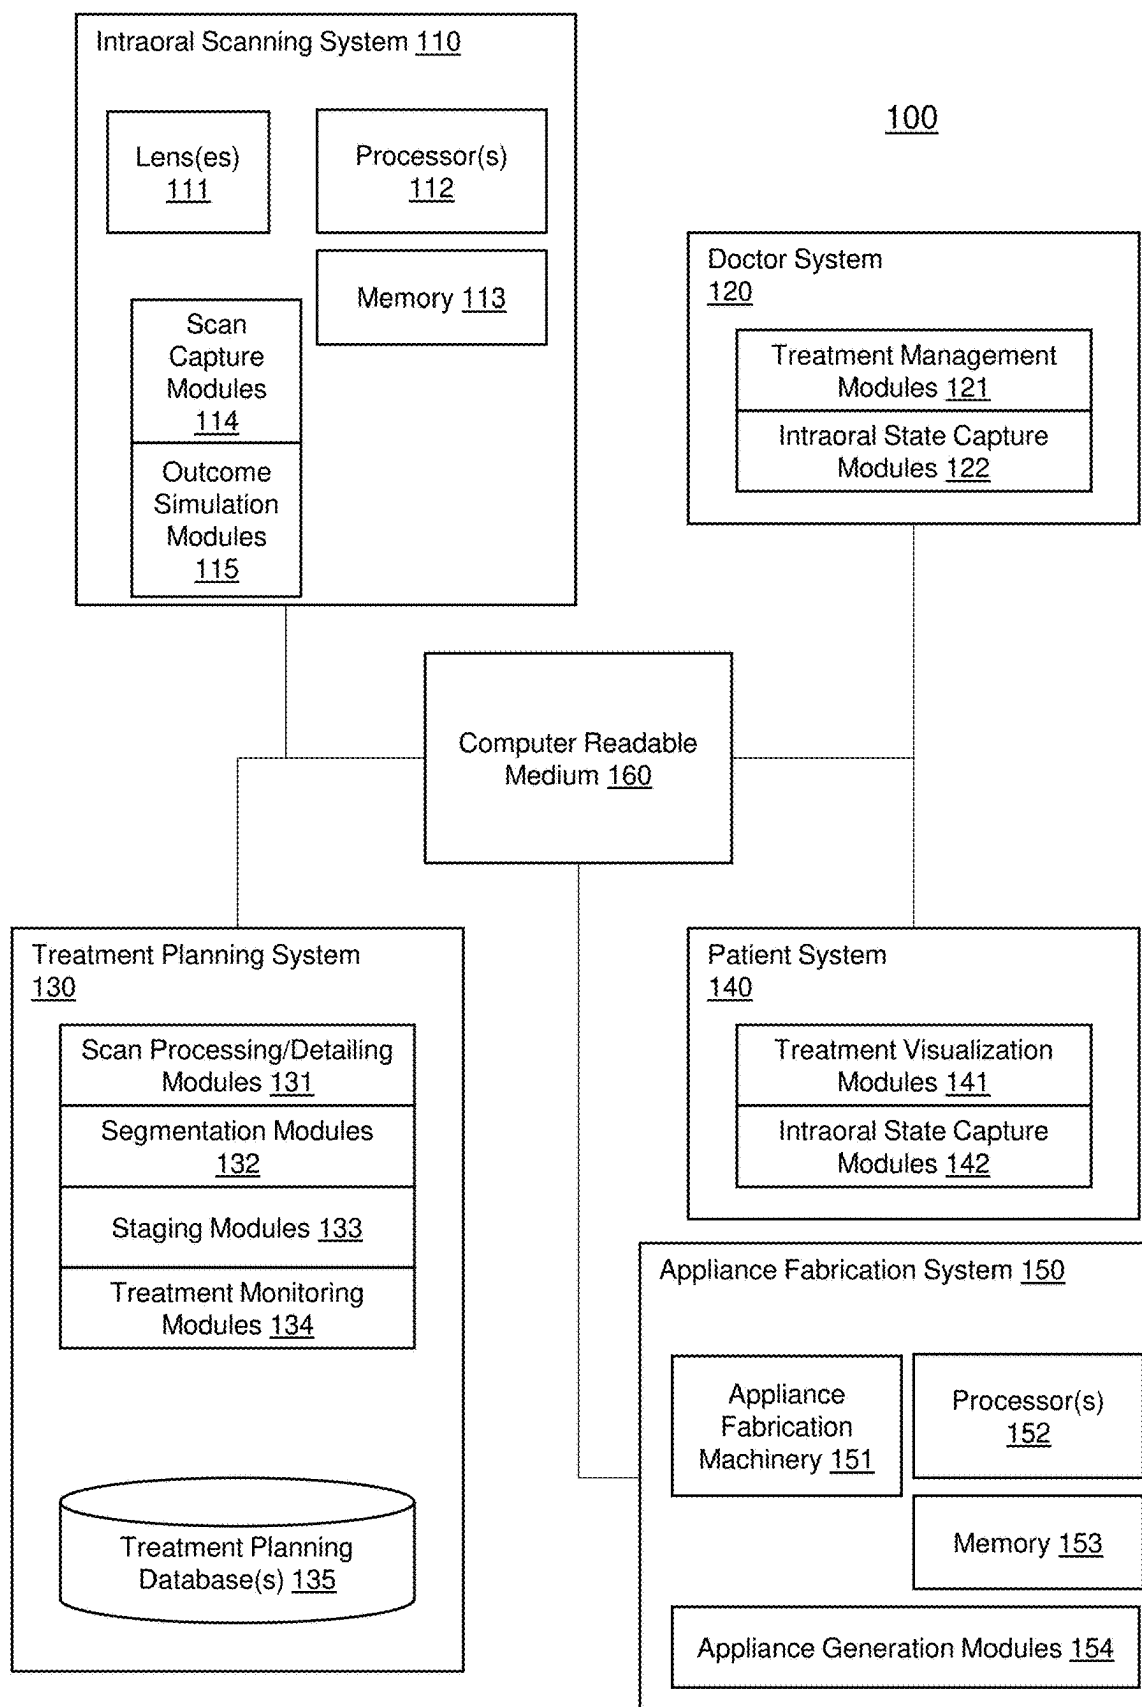 Intraoral Scanning System 110
Lens(es)
111
Processor(s)
112
Memory 113
Scan
Capture
Modules
114
Outcome
Simulation
Modules
115
100
Doctor System
120
Treatment Management
Modules 121
Intraoral State Capture
Modules 122
Computer Readable
Medium 160
Treatment Planning System
130
Scan Processing/Detailing
Modules 131
Segmentation Modules
132
Staging Modules 133
Treatment Monitoring
Modules 134
Treatment Planning
Database(s) 135
Patient System
140
Treatment Visualization
Modules 141
Intraoral State Capture
Modules 142
Appliance Fabrication System 150
Appliance
Fabrication
Machinery 151
Processor(s)
152
Memory 153
Appliance Generation Modules 154